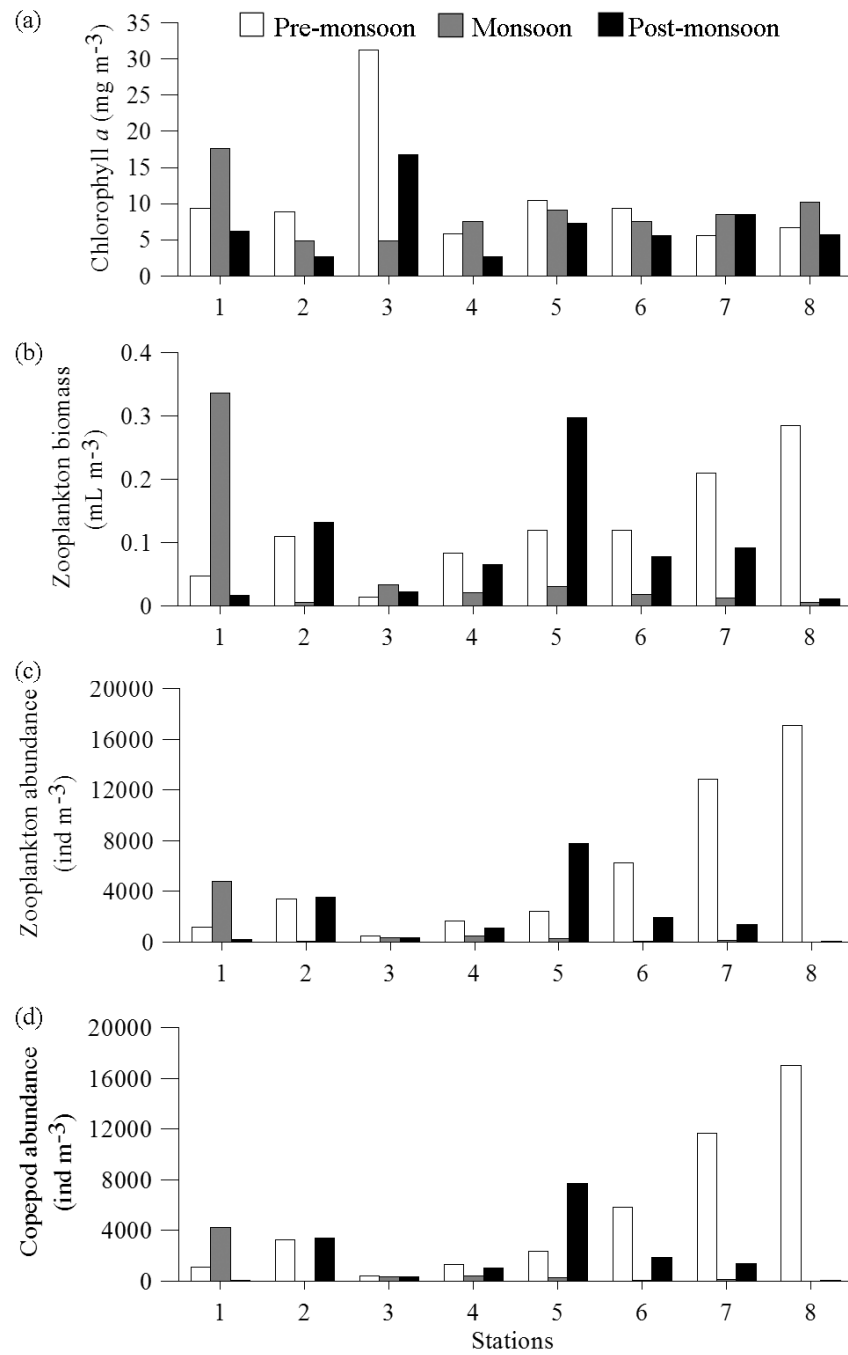 (a)
Pre-monsoon Monsoon Post-monsoon
Chlorophyll a (mg m-3)
35
30
25
20
15
10
5
0
1 2 3 4 5 6 7 8
(b)
Zooplankton biomass
(mL m-3)
0.4
0.3
0.2
0.1
0
1 2 3 4 5 6 7 8
(c)
Zooplankton abundance
(ind m-3)
20000
16000
12000
8000
4000
0
1 2 3 4 5 6 7 8
(d)
Copepod abundance
(ind m-3)
20000
16000
12000
8000
4000
0
1 2 3 4 5 6 7 8
Stations